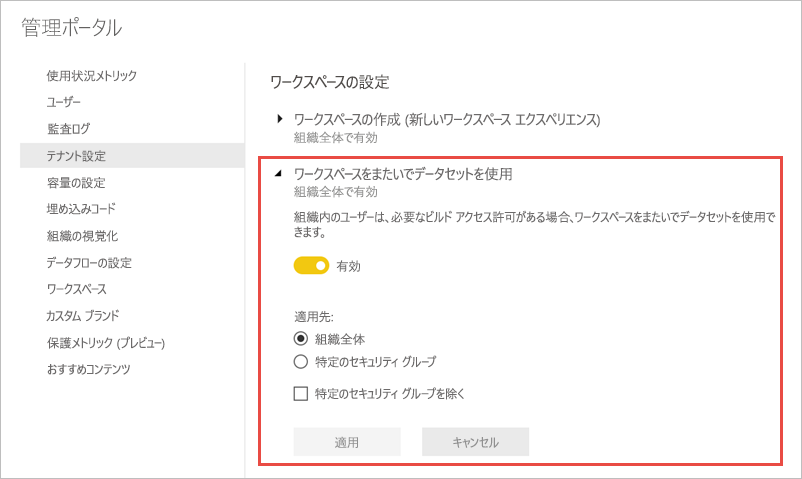 管理ポータル
使用状況メトリック
ユーザー
監査ログ
テナント設定
容量の設定
埋め込みコード
組織の視覚化
データフローの設定
ワークスペース
カスタム ブランド
保護メトリック (プレビュー)
おすすめコンテンツ
ワークスペースの設定
ワークスペースの作成 (新しいワークスペース エクスペリエンス)
組織全体で有効
ワークスペースをまたいでデータセットを使用
組織全体で有効
組織内のユーザーは、必要なビルド アクセス許可がある場合、ワークスペースをまたいでデータセットを使用で
きます。
有効
適用先:
組織全体
特定のセキュリティ グループ
特定のセキュリティ グループを除く
適用
キャンセル